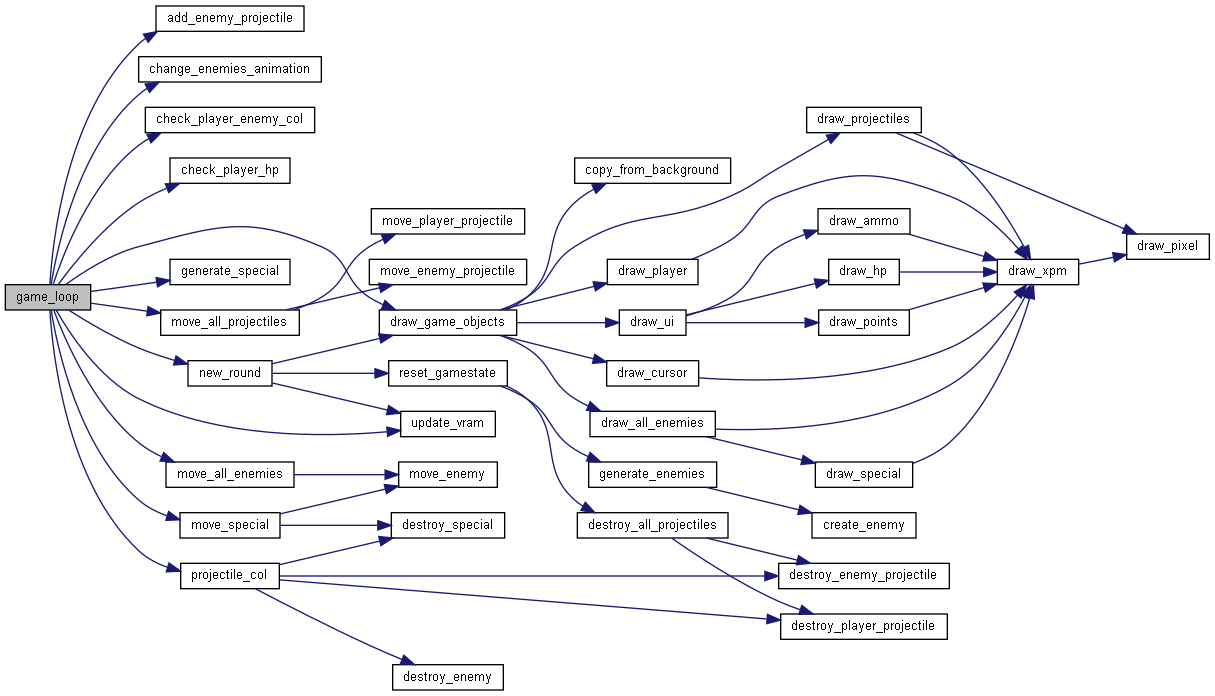 add_enemy_projectile
change_enemies_animation
check_player_enemy_col
draw_projectiles
check_player_hp
copy_from_background
move_player_projectile
draw_ammo
draw_pixel
generate_special
move_enemy_projectile
draw_player
draw_hp
draw_xpm
game_loop
move_all_projectiles
draw_game_objects
draw_ui
draw_points
new_round
reset_gamestate
draw_cursor
update_vram
draw_all_enemies
move_all_enemies
move_enemy
generate_enemies
draw_special
move_special
destroy_special
destroy_all_projectiles
create_enemy
projectile_col
destroy_enemy_projectile
destroy_player_projectile
destroy_enemy